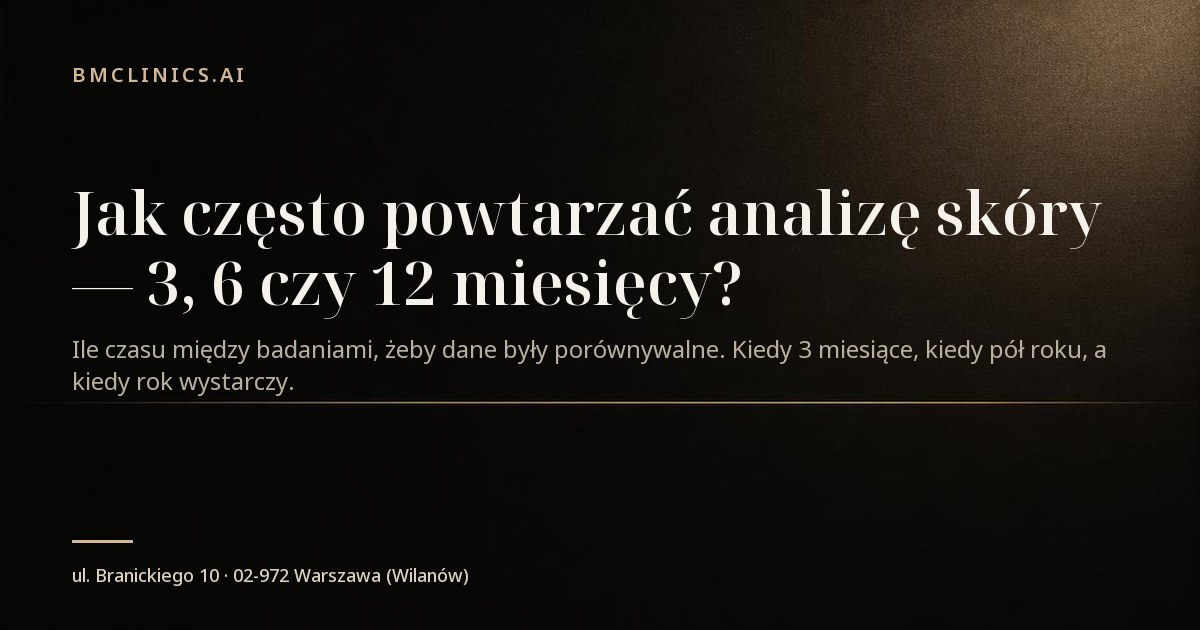 BMCLINICS.AI
Jak często powtarzać analizę skóry
— 3, 6 czy 12 miesięcy?
Ile czasu między badaniami, żeby dane były porównywalne. Kiedy 3 miesiące, kiedy pół roku, a
kiedy rok wystarczy.
ul. Branickiego 10 · 02-972 Warszawa (Wilanów)